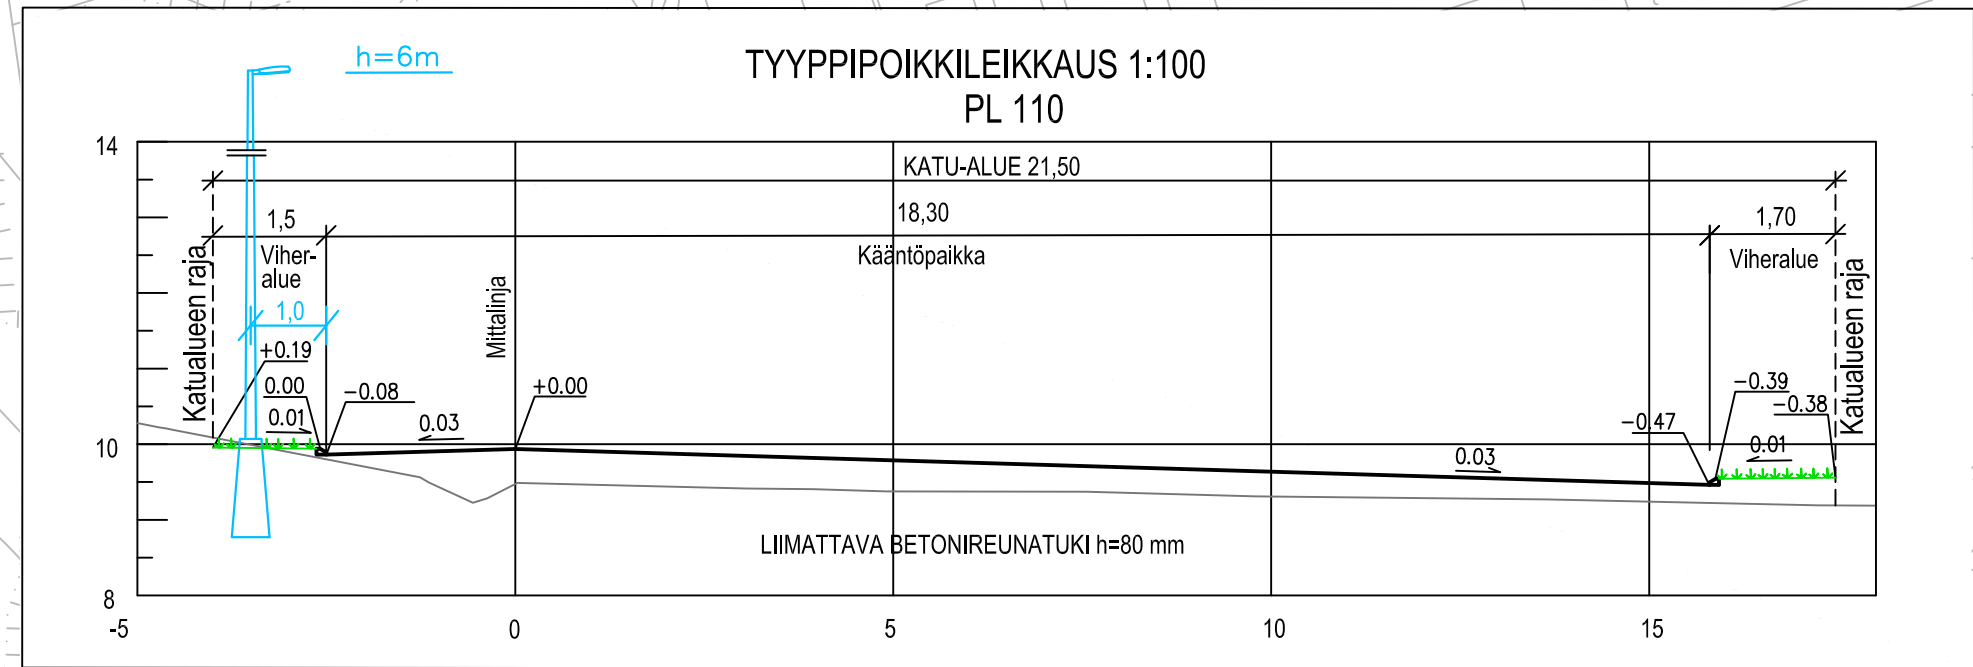 h=6m
TYYPPIPOIKKILEIKKAUS 1:100
PL 110
14
KATU-ALUE 21,50
1,5
18,30
1,70
Katualueen raja
Viher-
alue
Kääntöpaikka
Viheralue
Katualueen raja
Mittalinja
1,0
+0.19
0.00
-0.08
+0.00
-0.39
-0.38
0.01
0.03
-0.47
10
0.03
0.01
LIIMATTAVA BETONIREUNATUKI h=80 mm
8
-5
0
5
10
15